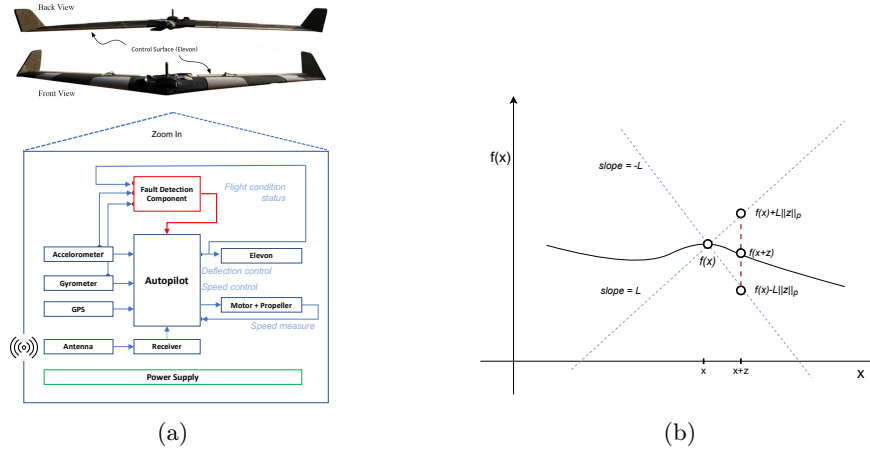 Back View
Control Surface (Elevon)
Front View
Zoom In
Fault Detection
Component
Flight condition
status
Accelorometer
Elevon
Autopilot
Deflection control
Gyrometer
Speed control
GPS
Motor + Propeller
Speed measure
Antenna
Receiver
Power Supply
(a)
f(x)
slope = -L
f(x)+L||z||p
f(x+z)
f(x)
slope = L
f(x)-L||z||p
x
x+z
x
(b)